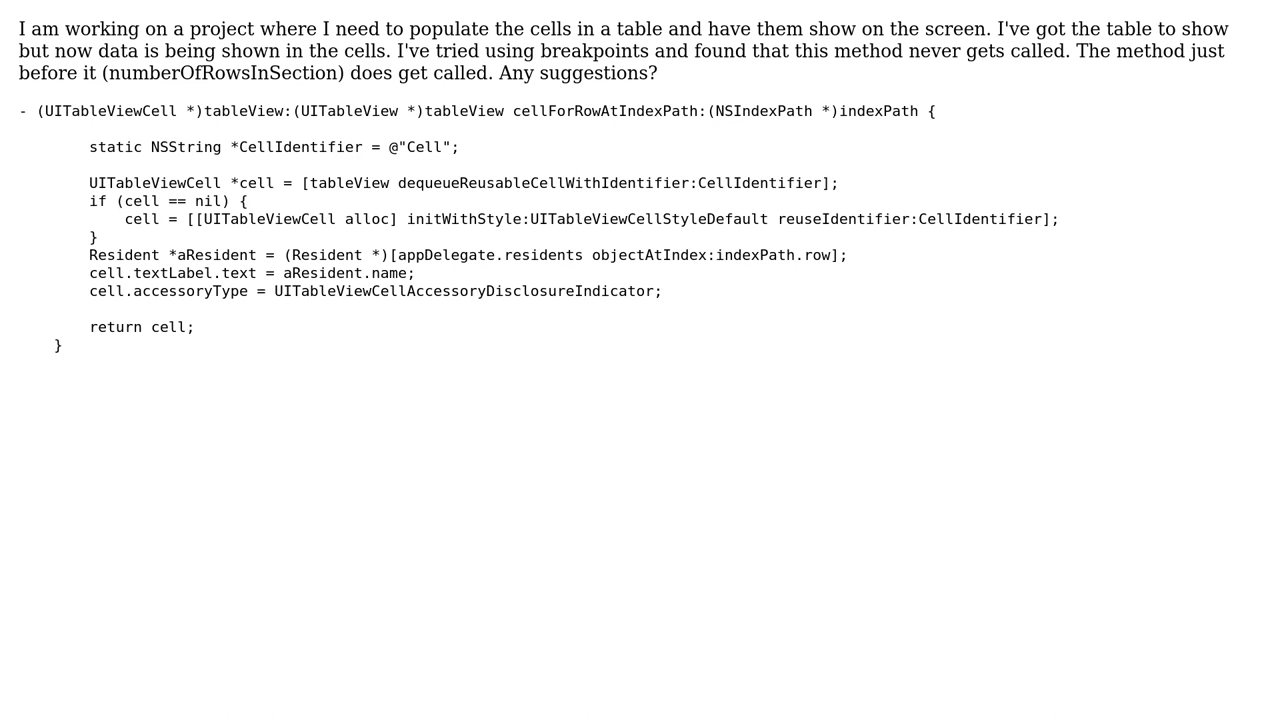 I am working on a project where I need to populate the cells in a table and have them show on the screen. I've got the table to show
but now data is being shown in the cells. I've tried using breakpoints and found that this method never gets called. The method just
before it (numberOfRowsInSection) does get called. Any suggestions?
- (UITableViewCell *)tableView:(UITableView *)tableView cellForRowAtIndexPath:(NSIndexPath *)indexPath {
        static NSString *CellIdentifier = @"Cell";
        UITableViewCell *cell = [tableView dequeueReusableCellWithIdentifier:CellIdentifier];
        if (cell == nil) {
            cell = [[UITableViewCell alloc] initWithStyle:UITableViewCellStyleDefault reuseIdentifier:CellIdentifier];
        }
        Resident *aResident = (Resident *)[appDelegate.residents objectAtIndex:indexPath.row];
        cell.textLabel.text = aResident.name;
        cell.accessoryType = UITableViewCellAccessoryDisclosureIndicator;
        return cell;
    }